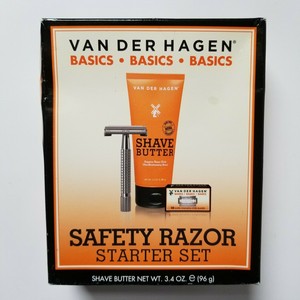 VAN DER HAGEN®
BASICS • BASICS • BASICS
VAN DER HAGEN
SHAVE
BUTTER
SAFETY RAZOR
STARTER SET
SHAVE BUTTER NET WT. 3.4 OZ. ℮ (96 g)